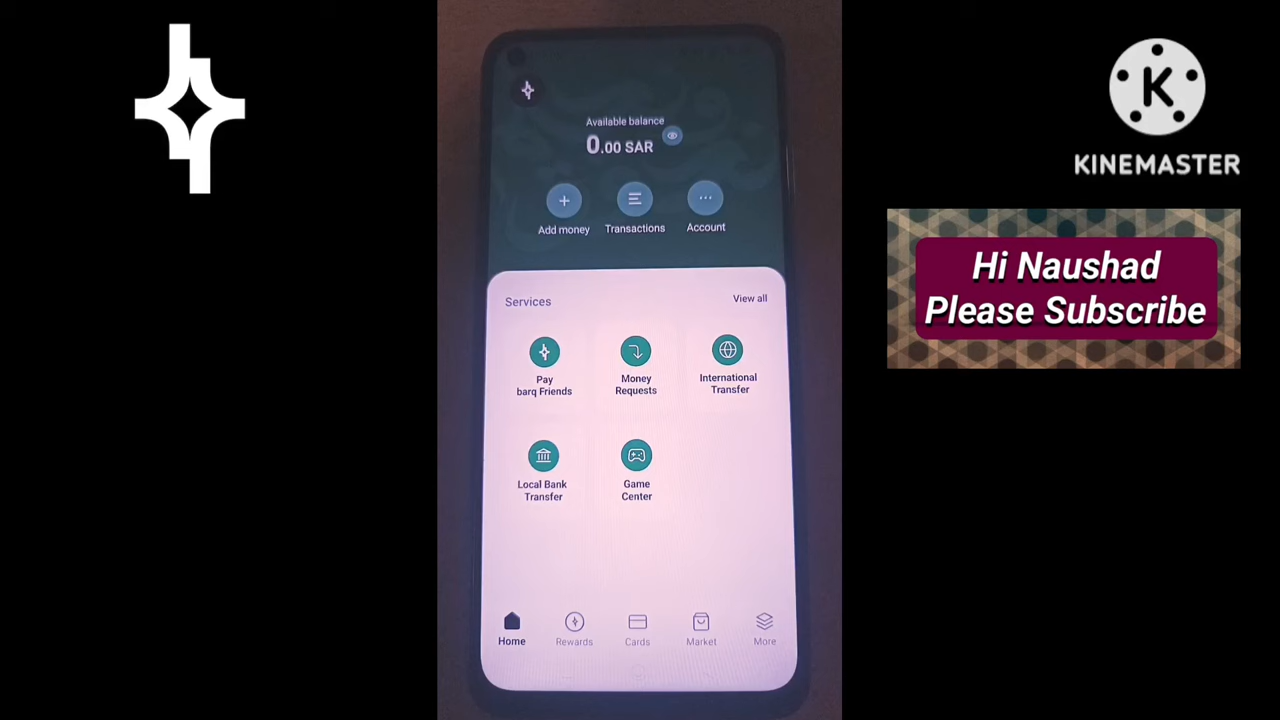 Available balance
0.00 SAR
Add money
Transactions
Account
Services
View all
Pay
barq Friends
Money
Requests
International
Transfer
Local Bank
Transfer
Game
Center
Home
Rewards
Cards
Market
More
K
KINEMASTER
Hi Naushad
Please Subscribe